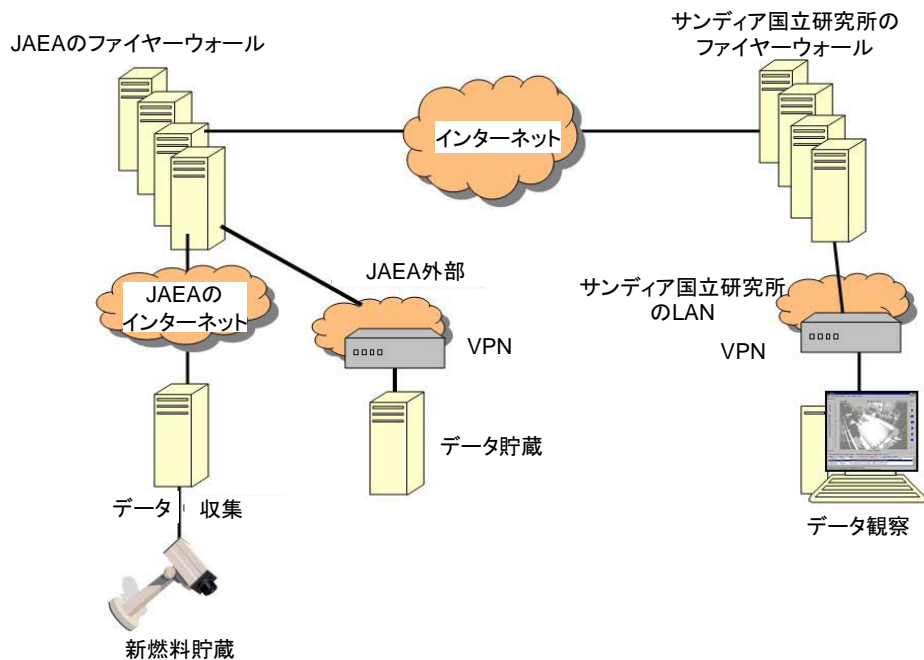 JAEAのファイヤーウォール
サンディア国立研究所の
ファイヤーウォール
インターネット
JAEAの
インターネット
JAEA外部
VPN
サンディア国立研究所
のLAN
VPN
データ貯蔵
データ 収集
データ観察
新燃料貯蔵